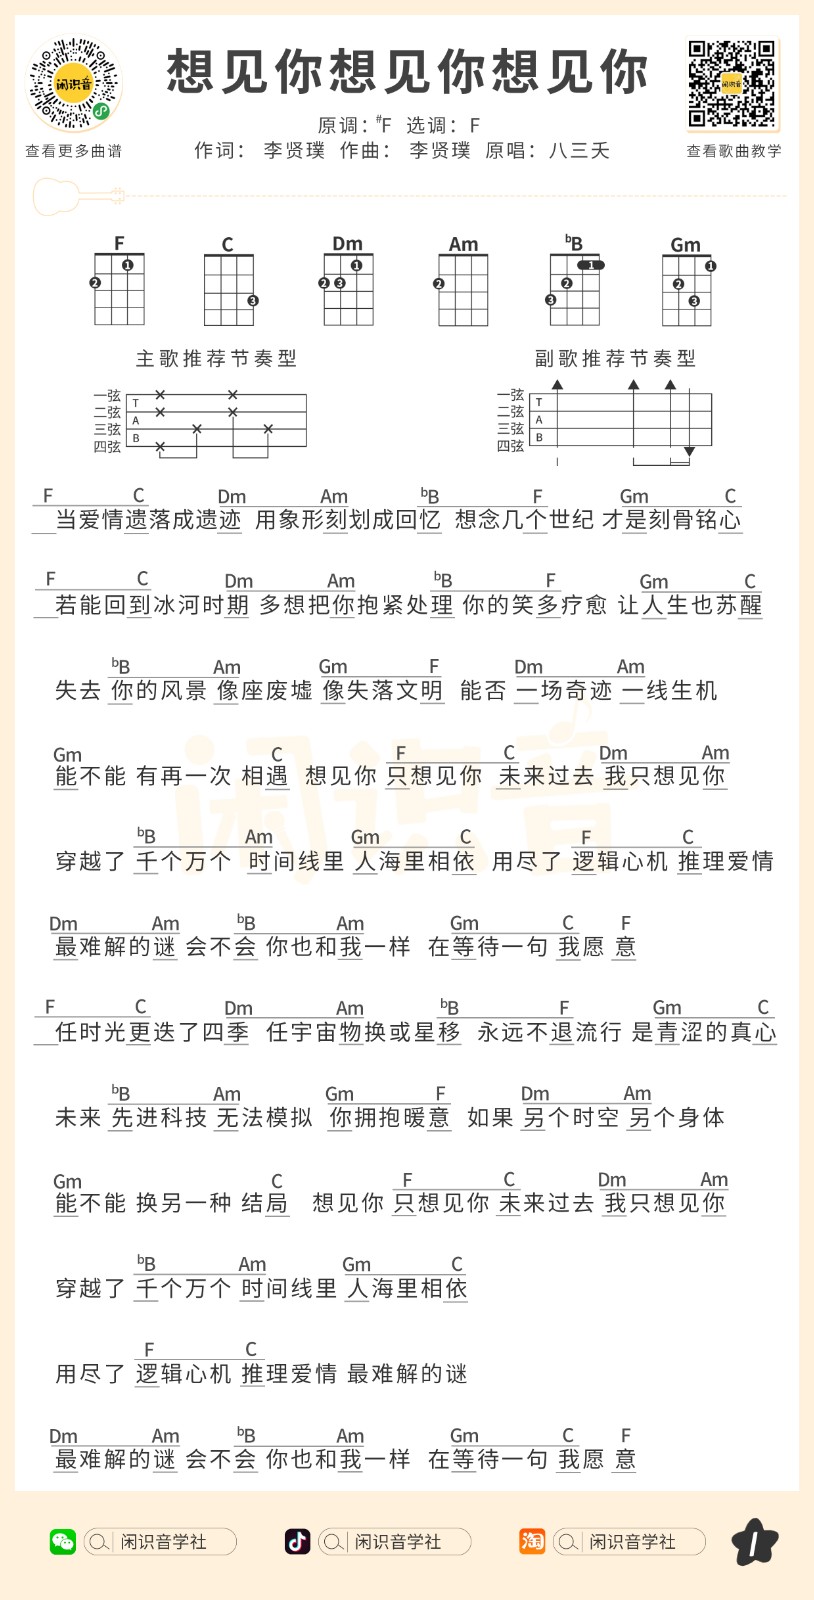 想见你想见你想见你
闲识音
闲识音
原调：#F 选调：F
作词： 李贤璞 作曲： 李贤璞 原唱：八三夭
查看更多曲谱
查看歌曲教学
F C Dm Am bB Gm
1 2 3 1 2 3 2 1 2 3 1 2 3
主歌推荐节奏型 副歌推荐节奏型
一弦 一弦
二弦 T 二弦 T
三弦 A 三弦 A
四弦 B 四弦 B
F C Dm Am bB F Gm C
当爱情遗落成遗迹 用象形刻划成回忆 想念几个世纪 才是刻骨铭心
F C Dm Am bB F Gm C
若能回到冰河时期 多想把你抱紧处理 你的笑多疗愈 让人生也苏醒
bB Am Gm F Dm Am
失去 你的风景 像座废墟 像失落文明 能否 一场奇迹 一线生机
Gm C F C Dm Am
能不能 有再一次 相遇 想见你 只想见你 未来过去 我只想见你
闲识音
bB Am Gm C F C
穿越了 千个万个 时间线里 人海里相依 用尽了 逻辑心机 推理爱情
Dm Am bB Am Gm C F
最难解的谜 会不会 你也和我一样 在等待一句 我愿 意
F C Dm Am bB F Gm C
任时光更迭了四季 任宇宙物换或星移 永远不退流行 是青涩的真心
bB Am Gm F Dm Am
未来 先进科技 无法模拟 你拥抱暖意 如果 另个时空 另个身体
Gm C F C Dm Am
能不能 换另一种 结局 想见你 只想见你 未来过去 我只想见你
bB Am Gm C
穿越了 千个万个 时间线里 人海里相依
F C
用尽了 逻辑心机 推理爱情 最难解的谜
Dm Am bB Am Gm C F
最难解的谜 会不会 你也和我一样 在等待一句 我愿 意
闲识音学社 闲识音学社 淘 闲识音学社 1